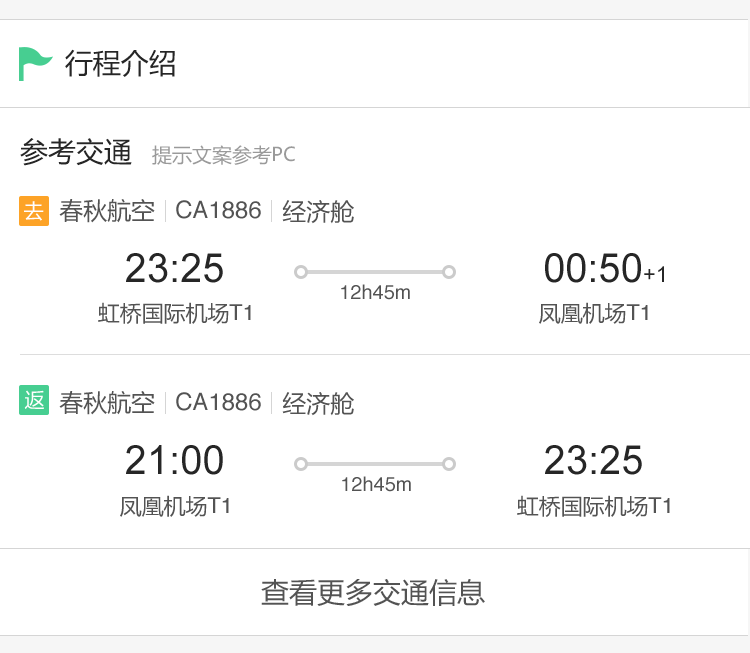 行程介绍
参考交通 提示文案参考PC
去 春秋航空 CA1886 经济舱
23:25 00:50+1
12h45m
虹桥国际机场T1 凤凰机场T1
返 春秋航空 CA1886 经济舱
21:00 23:25
12h45m
凤凰机场T1 虹桥国际机场T1
查看更多交通信息